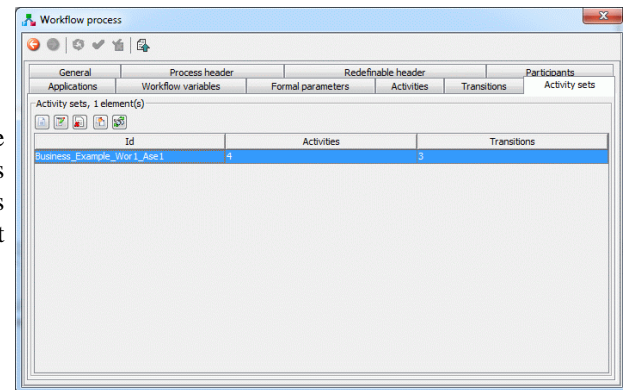 Workflow process
General Process header Redefinable header Participants
Applications Workflow variables Formal parameters Activities Transitions Activity sets
Activity sets, 1 element(s)
Id Activities Transitions
Business_Example_Wor1_Ase1 4 3
e
s
s
t